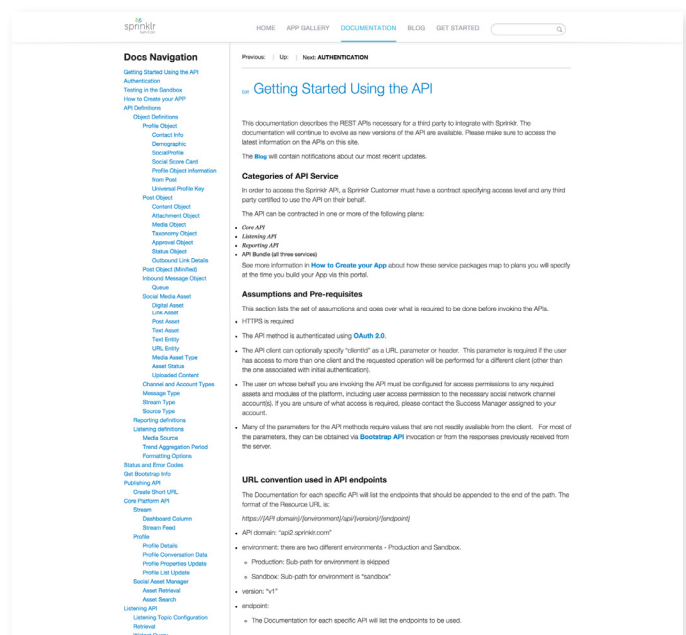 sprinklr
HOME APP GALLERY DOCUMENTATION BLOG GET STARTED
Docs Navigation
Getting Started Using the API
Authentication
Testing in the Sandbox
How to Create your APP
API Definitions
Object Definitions
Profile Object
Contact Info
Demographic
SocialProfile
Social Score Card
Profile Object information
from Post
Universal Profile Key
Post Object
Content Object
Attachment Object
Media Object
Taxonomy Object
Approval Object
Status Object
Outbound Link Details
Post Object (Minified)
Inbound Message Object
Queue
Social Media Asset
Digital Asset
Link Asset
Post Asset
Text Asset
Text Entity
URL Entity
Media Asset Type
Asset Status
Uploaded Content
Channel and Account Types
Message Type
Stream Type
Source Type
Reporting definitions
Listening definitions
Media Source
Trend Aggregation Period
Formatting Options
Status and Error Codes
Get Bootstrap Info
Publishing API
Create Short URL
Core Platform API
Stream
Dashboard Column
Stream Feed
Profile
Profile Details
Profile Conversation Data
Profile Properties Update
Profile List Update
Social Asset Manager
Asset Retrieval
Asset Search
Listening API
Listening Topic Configuration
Retrieval
Widget Query
Previous: | Up: | Next: AUTHENTICATION
Getting Started Using the API
This documentation describes the REST APIs necessary for a third party to integrate with Sprinklr. The
documentation will continue to evolve as new versions of the API are available. Please make sure to access the
latest information on the APIs on this site.
The Blog will contain notifications about our most recent updates.
Categories of API Service
In order to access the Sprinklr API, a Sprinklr Customer must have a contract specifying access level and any third
party certified to use the API on their behalf.
The API can be contracted in one or more of the following plans:
• Core API
• Listening API
• Reporting API
• API Bundle (all three services)
See more information in How to Create your App about how these service packages map to plans you will specify
at the time you build your App via this portal.
Assumptions and Pre-requisites
This section lists the set of assumptions and goes over what is required to be done before invoking the APIs.
• HTTPS is required
• The API method is authenticated using OAuth 2.0.
• The API client can optionally specify "clientId" as a URL parameter or header. This parameter is required if the user
has access to more than one client and the requested operation will be performed for a different client (other than
the one associated with initial authentication).
• The user on whose behalf you are invoking the API must be configured for access permissions to any required
assets and modules of the platform, including user access permission to the necessary social network channel
account(s). If you are unsure of what access is required, please contact the Success Manager assigned to your
account.
• Many of the parameters for the API methods require values that are not readily available from the client. For most of
the parameters, they can be obtained via Bootstrap API invocation or from the responses previously received from
the server.
URL convention used in API endpoints
The Documentation for each specific API will list the endpoints that should be appended to the end of the path. The
format of the Resource URL is:
https://{API domain}/{environment}/api/{version}/{endpoint}
• API domain: "api2.sprinklr.com"
• environment: there are two different environments - Production and Sandbox.
Production: Sub-path for environment is skipped
Sandbox: Sub-path for environment is "sandbox"
• version: "v1"
• endpoint:
The Documentation for each specific API will list the endpoints to be used.